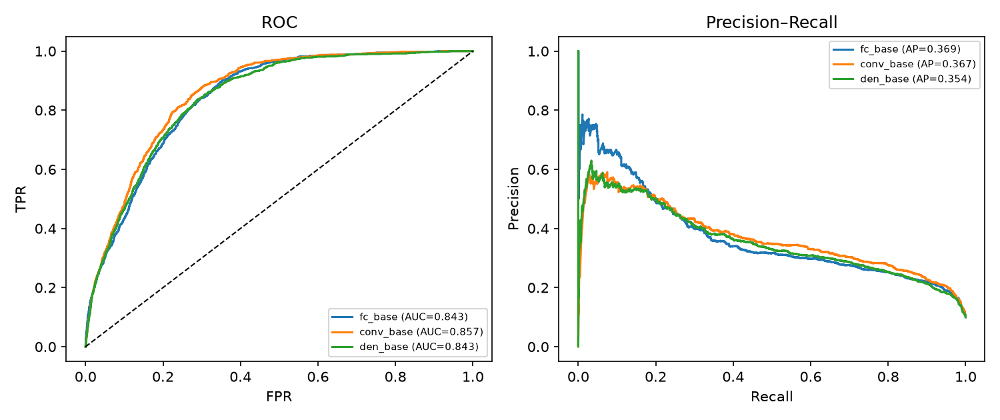 ROC
TPR
1.0
0.8
0.6
0.4
0.2
0.0
fc_base (AUC=0.843)
conv_base (AUC=0.857)
den_base (AUC=0.843)
0.0 0.2 0.4 0.6 0.8 1.0
FPR
Precision–Recall
Precision
1.0
0.8
0.6
0.4
0.2
0.0
fc_base (AP=0.369)
conv_base (AP=0.367)
den_base (AP=0.354)
0.0 0.2 0.4 0.6 0.8 1.0
Recall